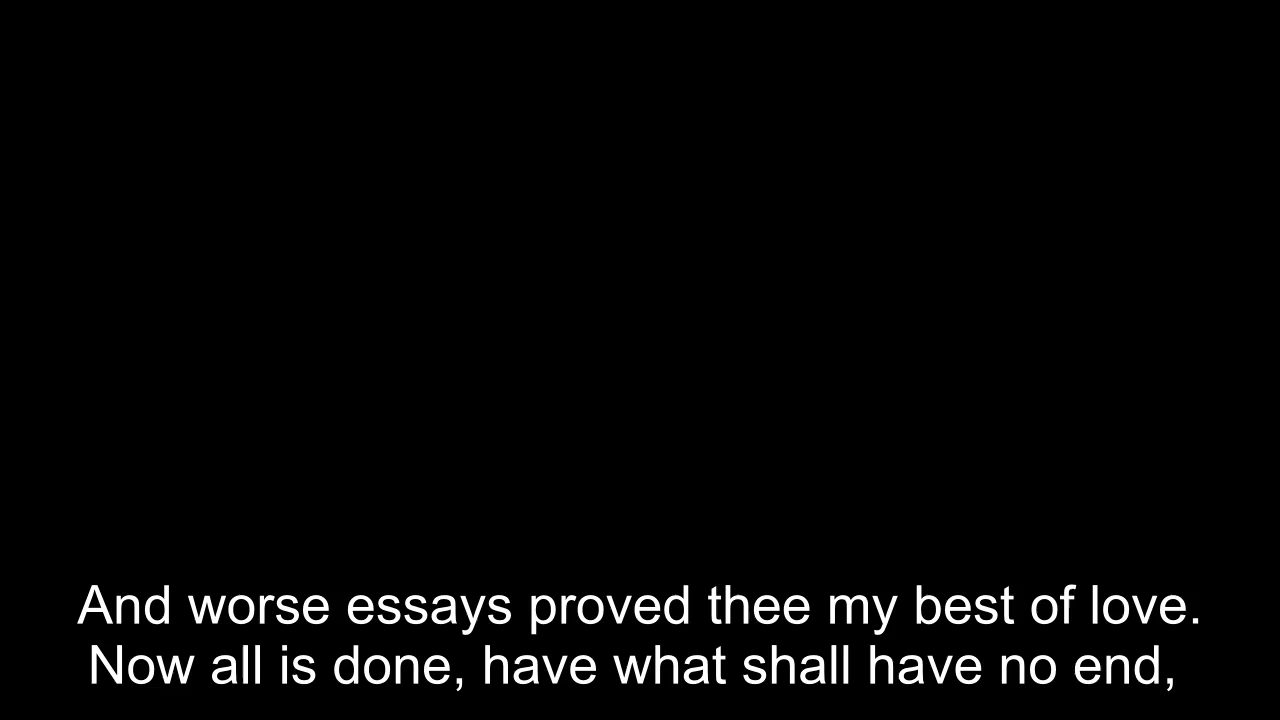 And worse essays proved thee my best of love.
Now all is done, have what shall have no end,